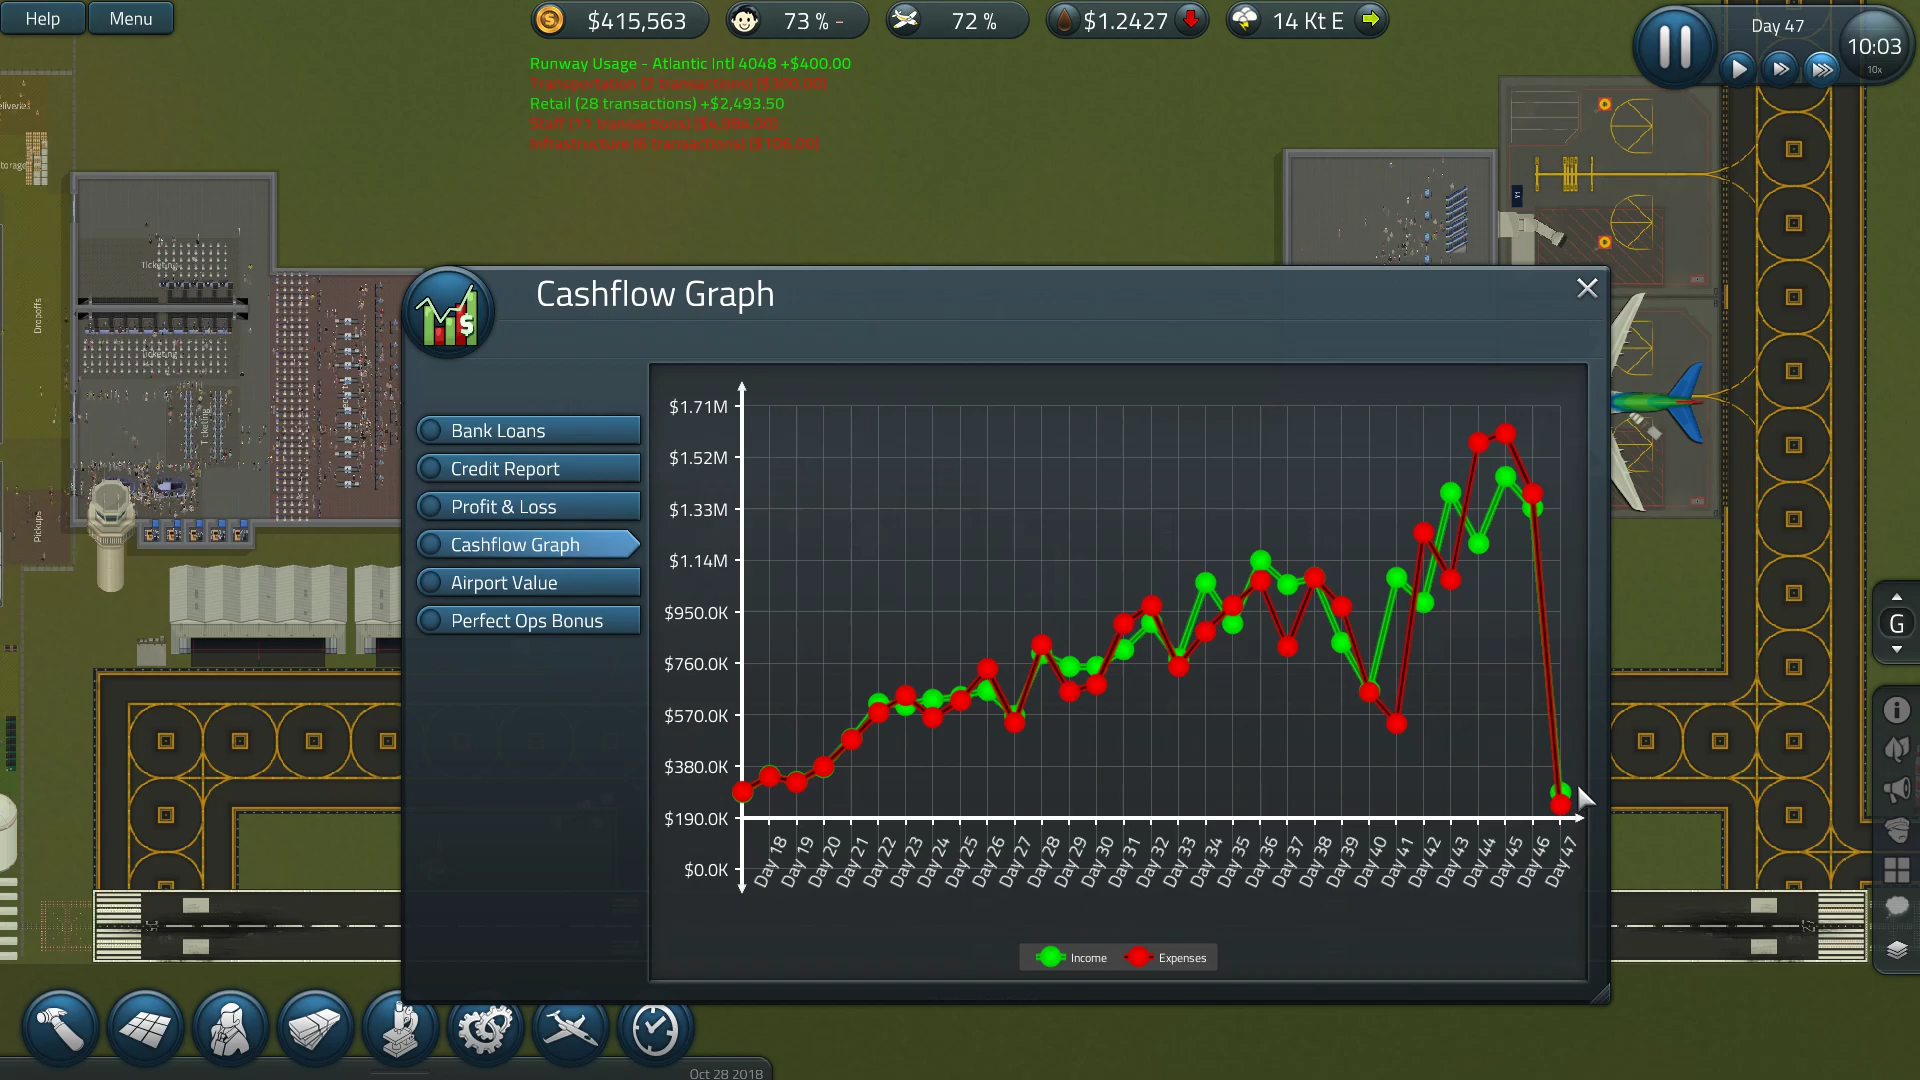 Help
Menu
$415,563
73 % -
72 %
$1.2427
14 Kt E
Day 47
10:03
10x
Runway Usage - Atlantic Intl 4048 +$400.00
Transportation (2 transactions) ($300.00)
Retail (28 transactions) +$2,493.50
Staff (11 transactions) ($4,984.00)
Infrastructure (6 transactions) ($106.00)
Dropoffs
Pickups
Ticketing
Ticketing
Ticketing
Y1
Cashflow Graph
Bank Loans
Credit Report
Profit & Loss
Cashflow Graph
Airport Value
Perfect Ops Bonus
$1.71M
$1.52M
$1.33M
$1.14M
$950.0K
$760.0K
$570.0K
$380.0K
$190.0K
$0.0K
Day 18
Day 19
Day 20
Day 21
Day 22
Day 23
Day 24
Day 25
Day 26
Day 27
Day 28
Day 29
Day 30
Day 31
Day 32
Day 33
Day 34
Day 35
Day 36
Day 37
Day 38
Day 39
Day 40
Day 41
Day 42
Day 43
Day 44
Day 45
Day 46
Day 47
Income
Expenses
G
Oct 28 2018